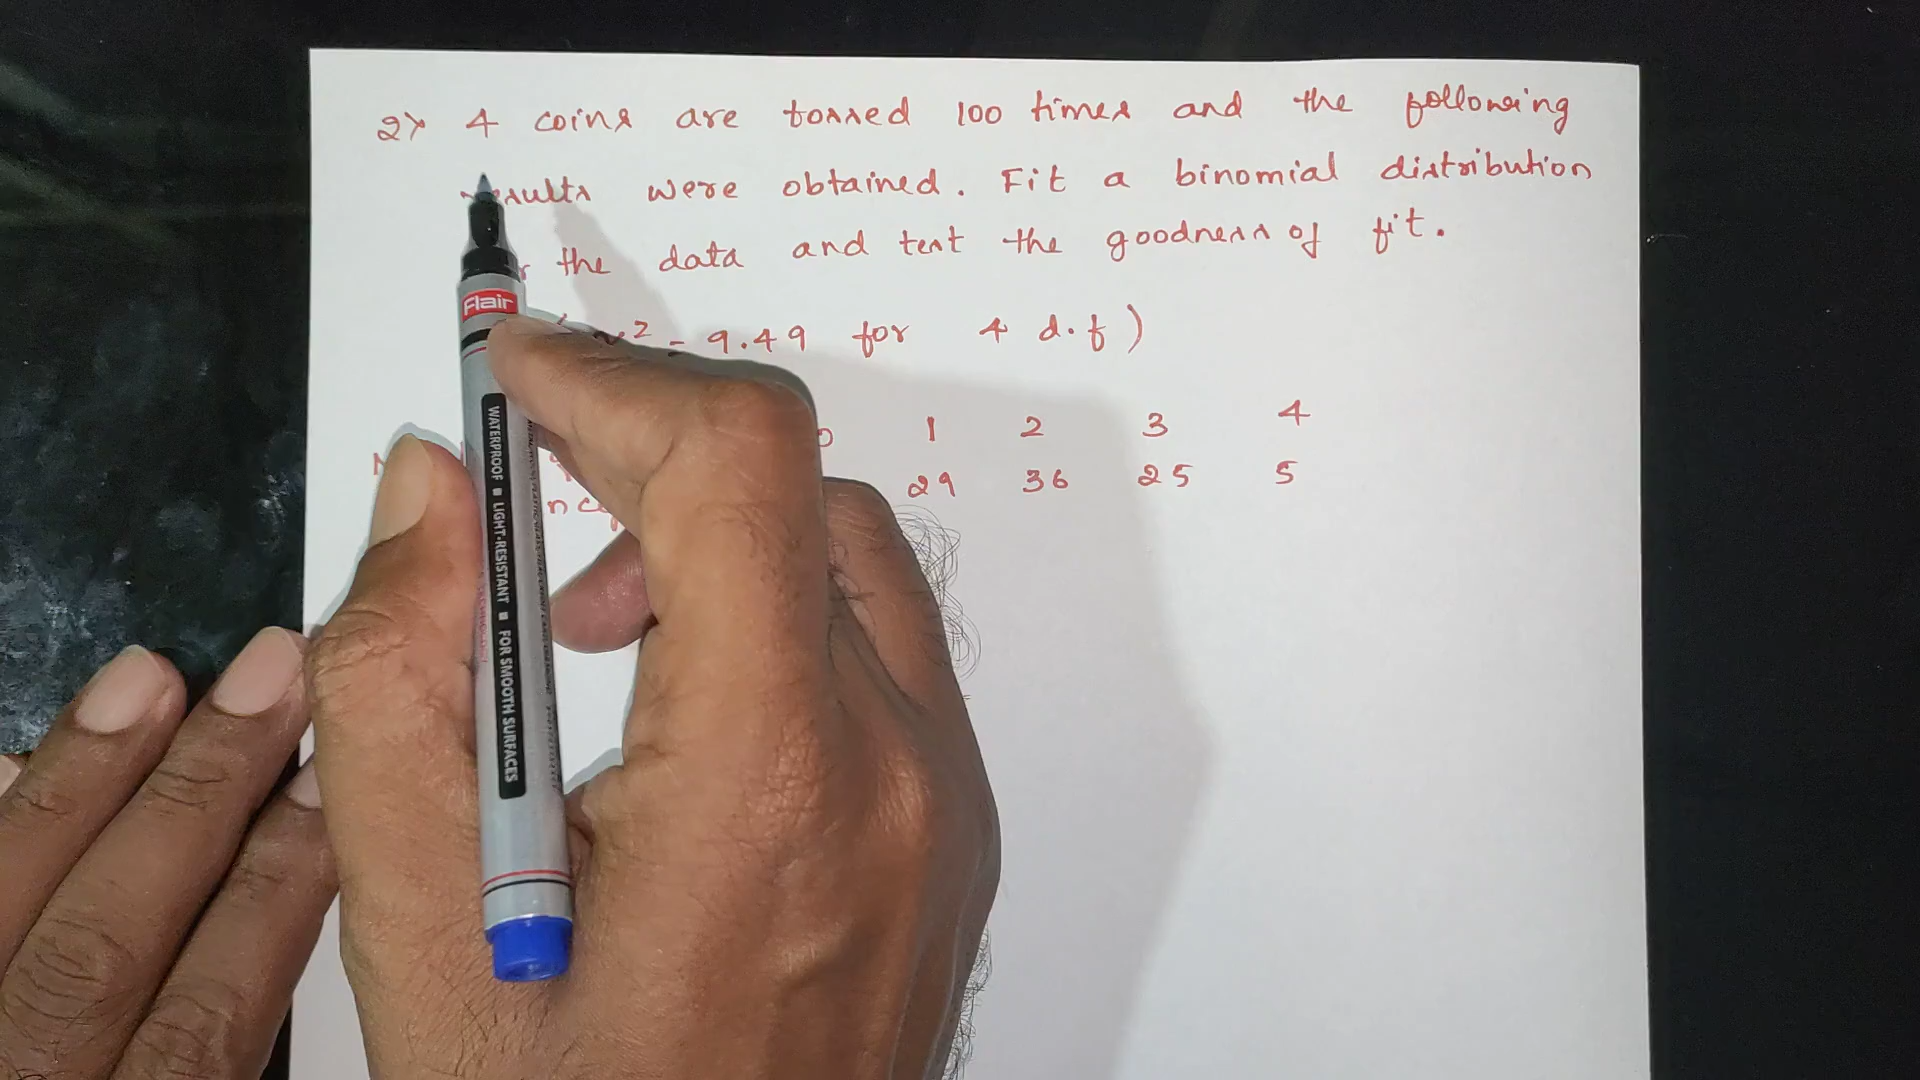 2> 4 coins are tossed 100 times and the following
results were obtained. Fit a binomial distribution
the data and test the goodness of fit.
= 9.49 for 4 d.f )
0 1 2 3 4
29 36 25 5
Flair
WATERPROOF ■ LIGHT-RESISTANT ■ FOR SMOOTH SURFACES